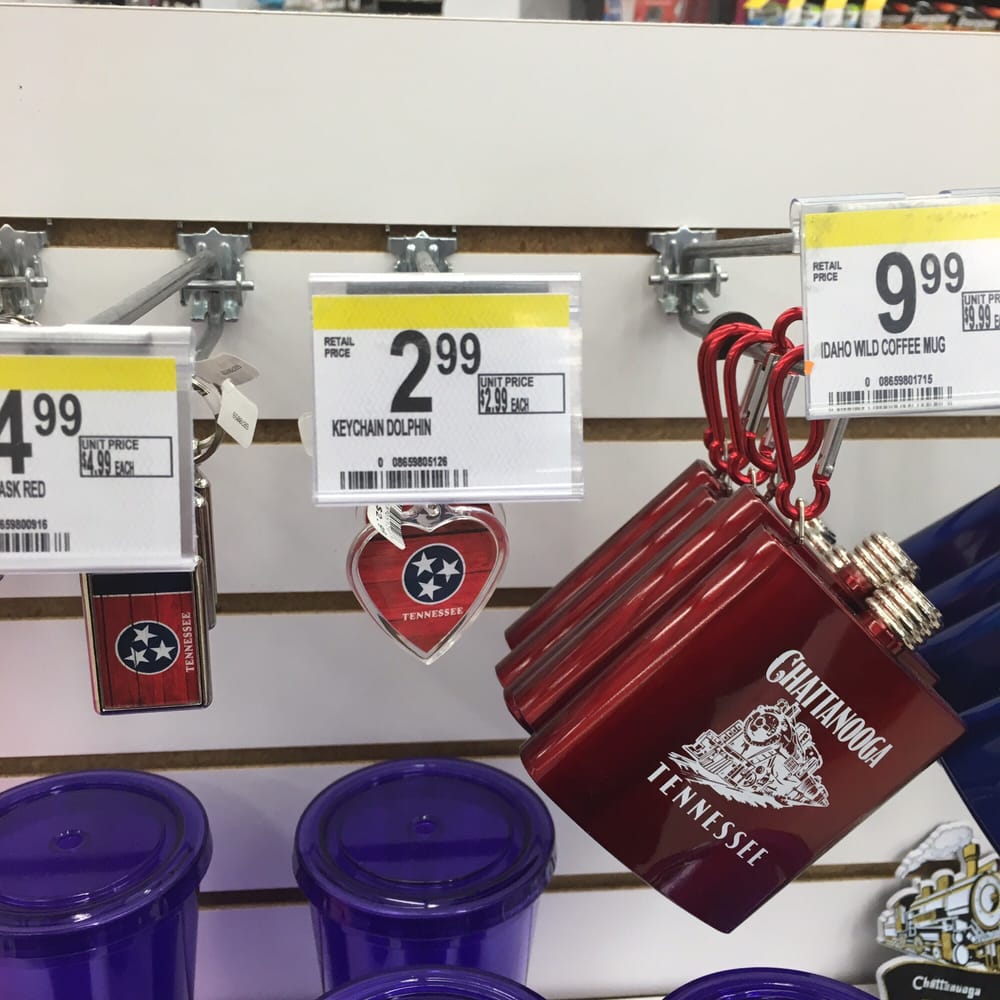 4.99
UNIT PRICE
$4.99 EACH
ASK RED
659800916
RETAIL
PRICE
2.99
UNIT PRICE
$2.99 EACH
KEYCHAIN DOLPHIN
0 08659805126
RETAIL
PRICE
9.99
UNIT PR
$9.99 E
IDAHO WILD COFFEE MUG
0 08659801715
TENNESSEE
TENNESSEE
CHATTANOOGA
TENNESSEE
Chattanooga